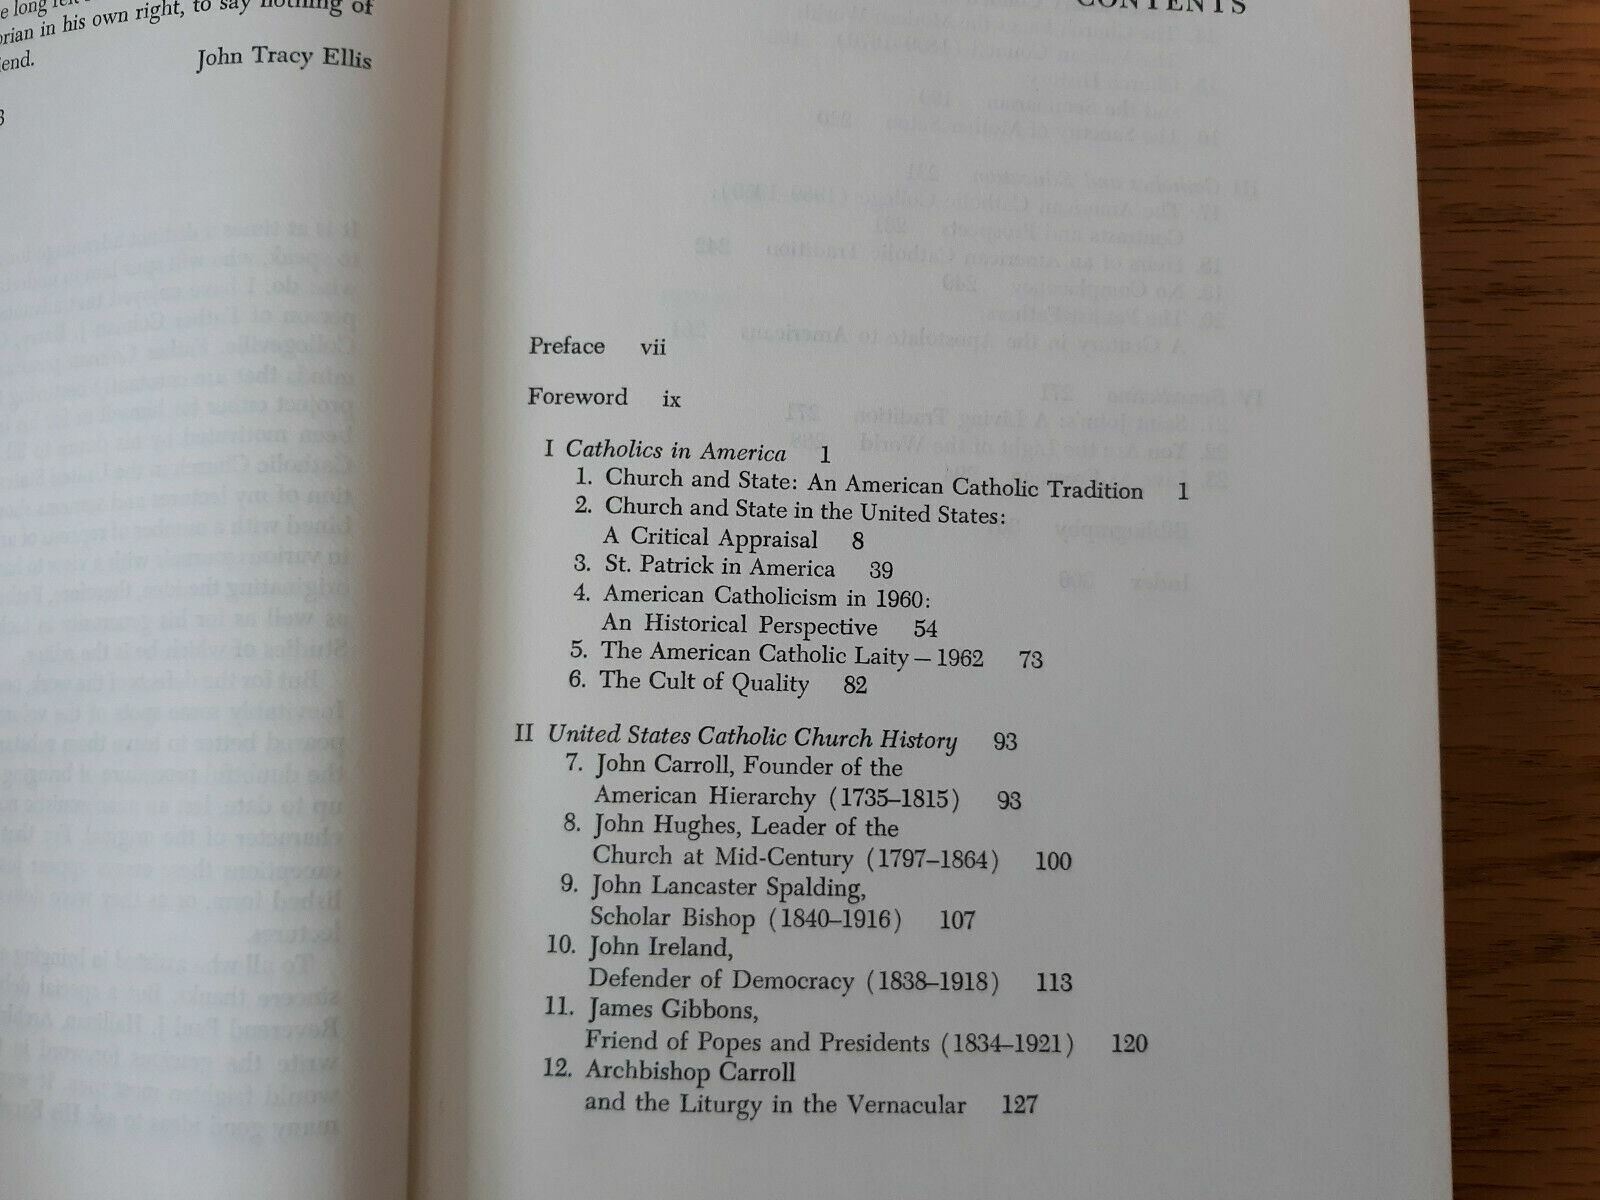 e long
rian in his own right, to say nothing of
end.
John Tracy Ellis
3
CONTENTS
Preface vii
Foreword ix
I Catholics in America 1
1. Church and State: An American Catholic Tradition 1
2. Church and State in the United States:
A Critical Appraisal 8
3. St. Patrick in America 39
4. American Catholicism in 1960:
An Historical Perspective 54
5. The American Catholic Laity – 1962 73
6. The Cult of Quality 82
II United States Catholic Church History 93
7. John Carroll, Founder of the
American Hierarchy (1735–1815) 93
8. John Hughes, Leader of the
Church at Mid-Century (1797–1864) 100
9. John Lancaster Spalding,
Scholar Bishop (1840–1916) 107
10. John Ireland,
Defender of Democracy (1838–1918) 113
11. James Gibbons,
Friend of Popes and Presidents (1834–1921) 120
12. Archbishop Carroll
and the Liturgy in the Vernacular 127